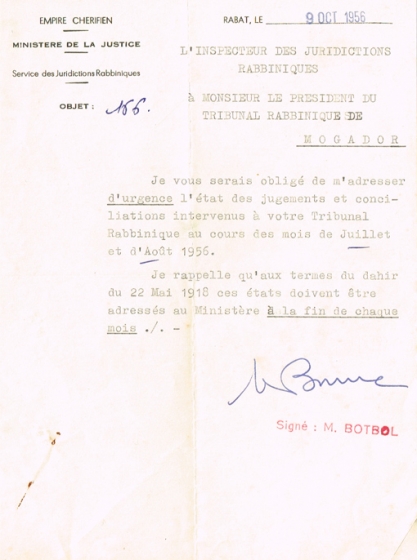 EMPIRE CHERIFIEN
MINISTERE DE LA JUSTICE
Service des Juridictions Rabbiniques
OBJET : 166.
RABAT, LE 9 OCT 1956
L'INSPECTEUR DES JURIDICTIONS
RABBINIQUES
À MONSIEUR LE PRESIDENT DU
TRIBUNAL RABBINIQUE DE
MOGADOR
Je vous serais obligé de m'adresser
d'urgence l'état des jugements et conci-
liations intervenus à votre Tribunal
Rabbinique au cours des mois de Juillet
et d'Août 1956.
Je rappelle qu'aux termes du dahir
du 22 Mai 1918 ces états doivent être
adressés au Ministère à la fin de chaque
mois ./. -
Signé : M. BOTBOL